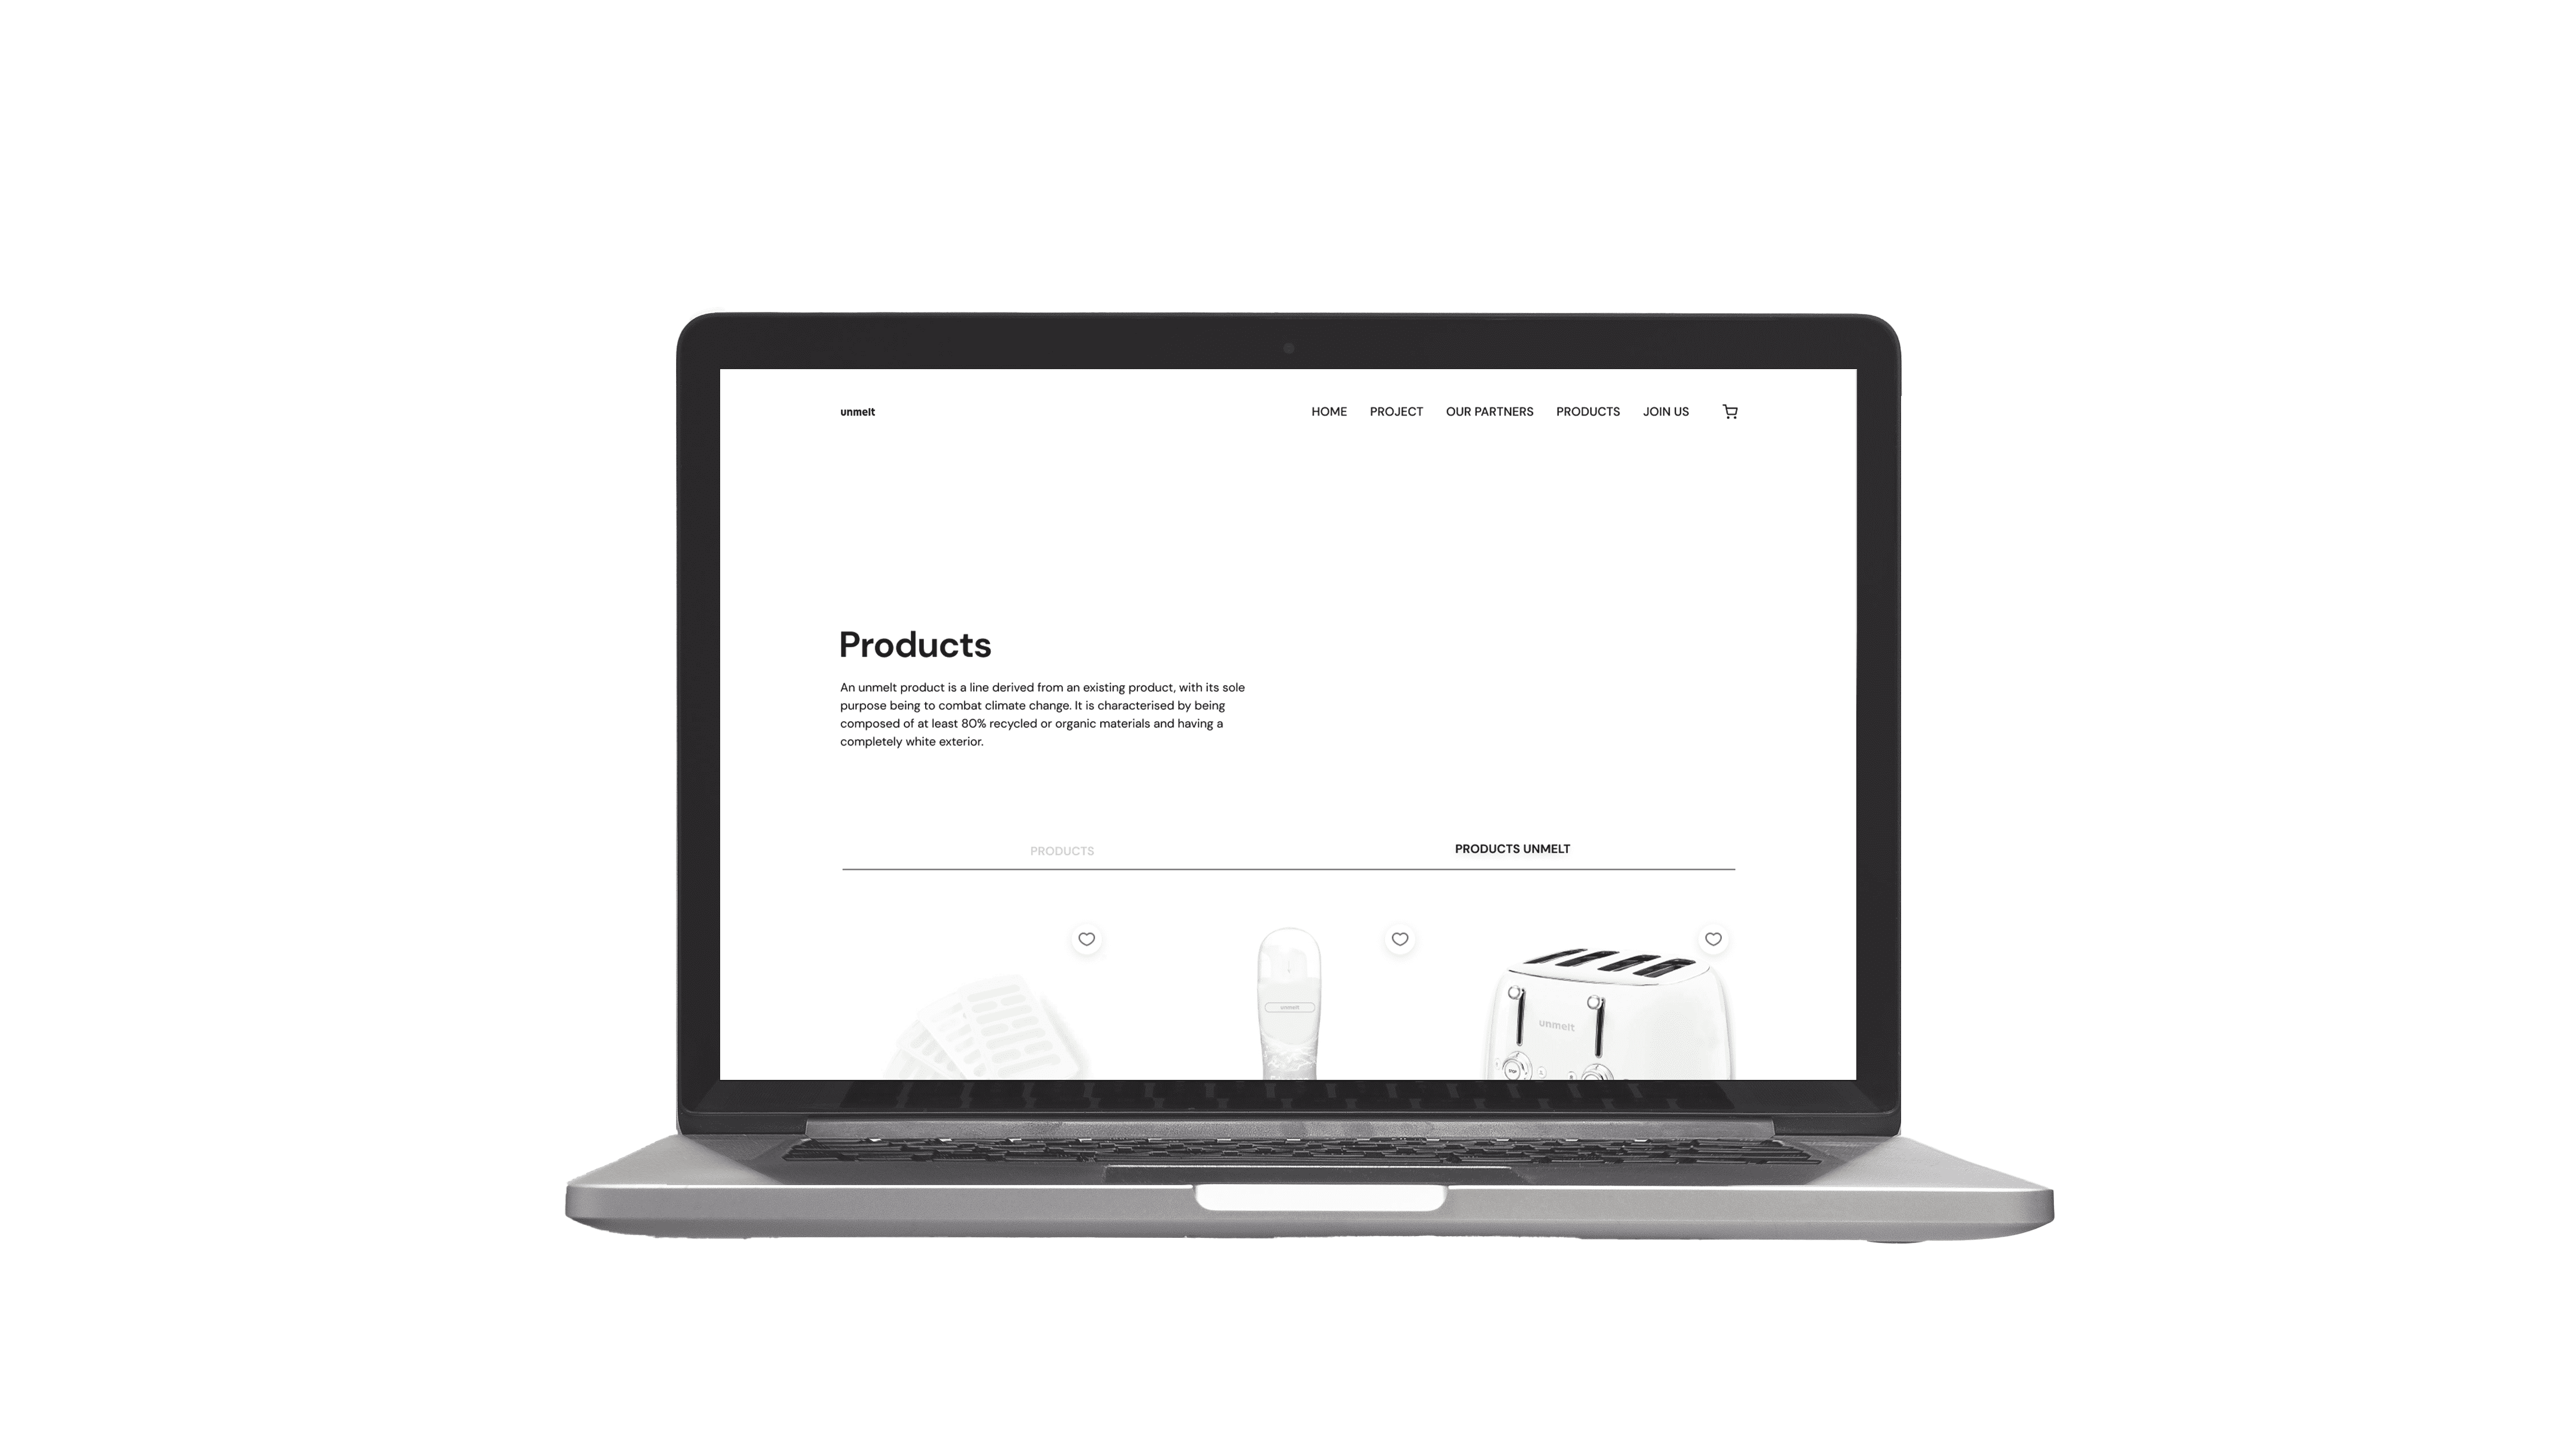 unmelt
HOME PROJECT OUR PARTNERS PRODUCTS JOIN US
Products
An unmelt product is a line derived from an existing product, with its sole
purpose being to combat climate change. It is characterised by being
composed of at least 80% recycled or organic materials and having a
completely white exterior.
PRODUCTS PRODUCTS UNMELT
unmelt
unmelt
STOP